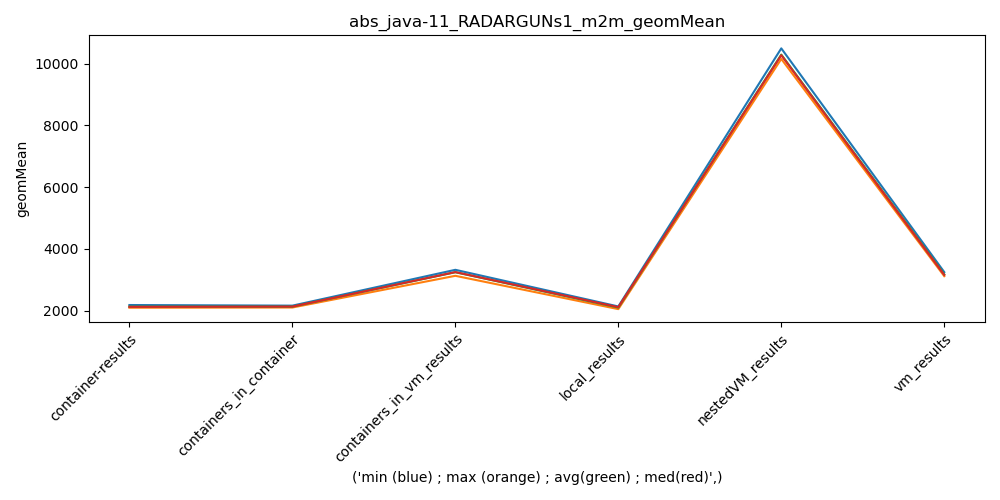 abs_java-11_RADARGUNs1_m2m_geomMean
geomMean
10000
8000
6000
4000
2000
container-results
containers_in_container
containers_in_vm_results
local_results
nestedVM_results
vm_results
('min (blue) ; max (orange) ; avg(green) ; med(red)',)